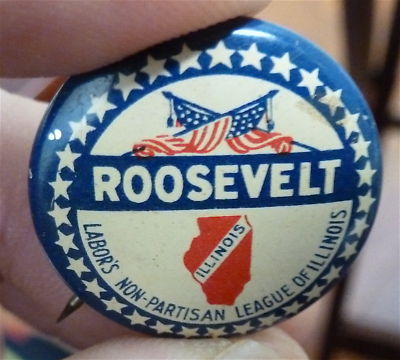 ROOSEVELT
ILLINOIS
LABOR'S NON-PARTISAN LEAGUE OF ILLINOIS